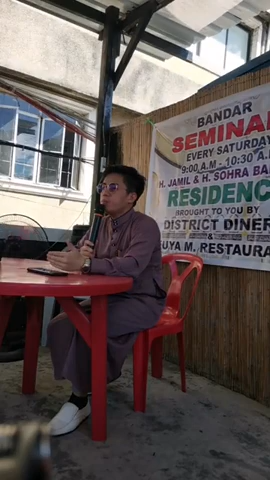 BANDAR
SEMINAR
EVERY SATURDAY
9:00 A.M - 10:30 A.M
H. JAMIL & H. SOHRA
RESIDENC
BROUGHT TO YOU BY
DISTRICT DINER
&
UYA M. RESTAURA